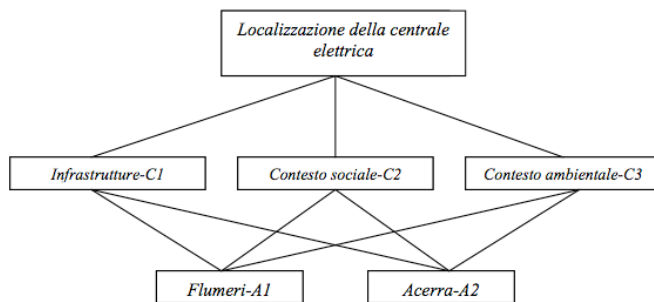 Localizzazione della centrale
elettrica
Infrastrutture-C1
Contesto sociale-C2
Contesto ambientale-C3
Flumeri-A1
Acerra-A2